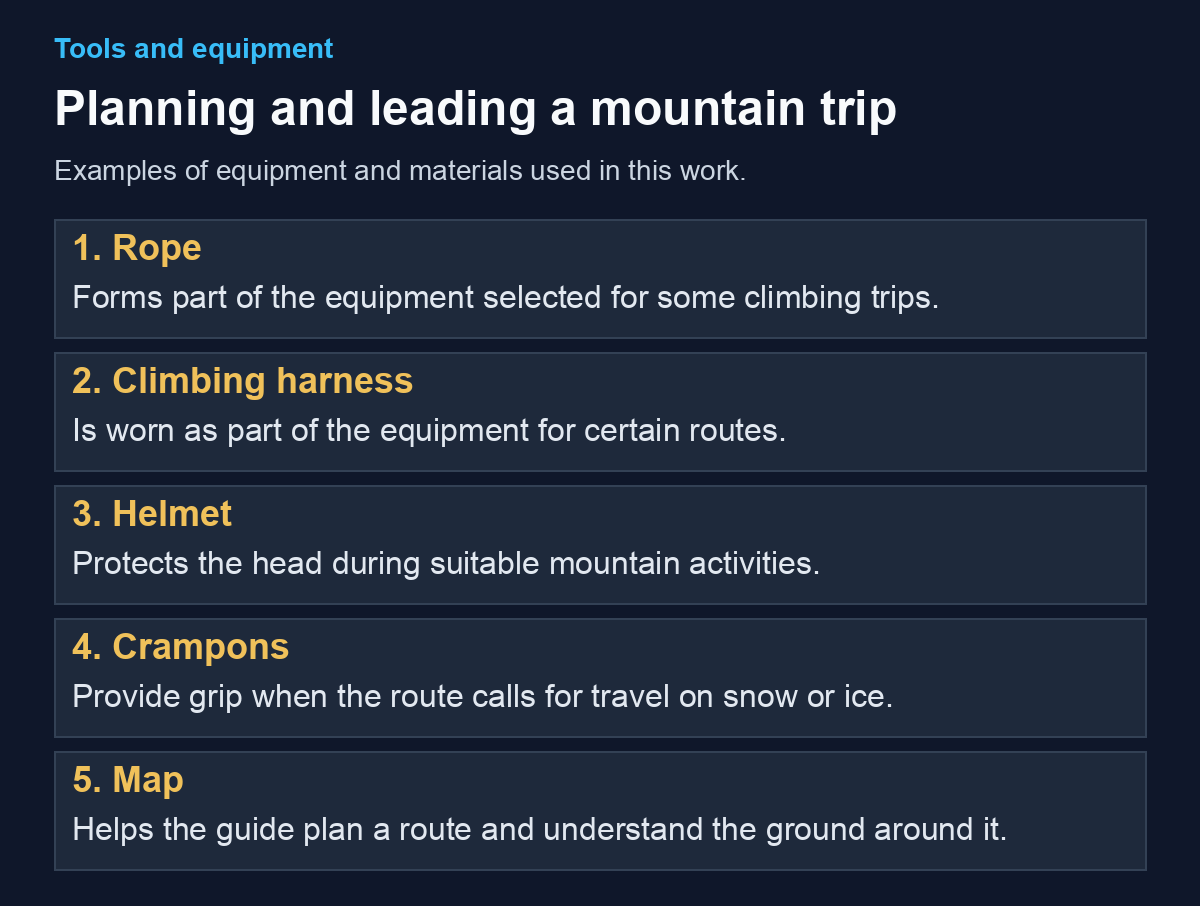 Tools and equipment
Planning and leading a mountain trip
Examples of equipment and materials used in this work.
1. Rope
Forms part of the equipment selected for some climbing trips.
2. Climbing harness
Is worn as part of the equipment for certain routes.
3. Helmet
Protects the head during suitable mountain activities.
4. Crampons
Provide grip when the route calls for travel on snow or ice.
5. Map
Helps the guide plan a route and understand the ground around it.